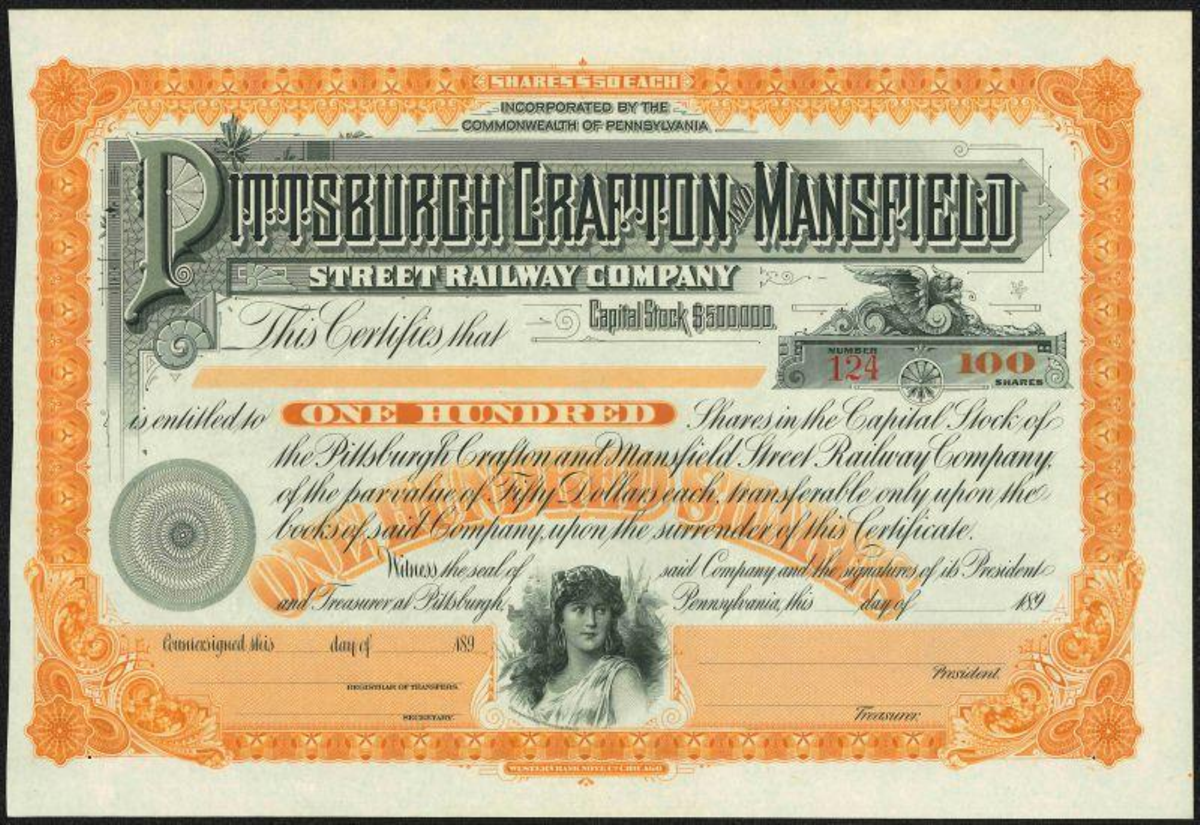 SHARES $50 EACH
INCORPORATED BY THE
COMMONWEALTH OF PENNSYLVANIA
PITTSBURGH CRAFTON AND MANSFIELD
STREET RAILWAY COMPANY
This Certifies that
Capital Stock $500,000.
NUMBER
124
100
SHARES
is entitled to ONE HUNDRED Shares in the Capital Stock of
the Pittsburgh Crafton and Mansfield Street Railway Company,
of the par value of Fifty Dollars each, transferable only upon the
books of said Company, upon the surrender of this Certificate.
ONE HUNDRED SHARES
Witness the seal of said Company and the signatures of its President
and Treasurer at Pittsburgh, Pennsylvania, this day of 189
Countersigned this day of 189
REGISTRAR OF TRANSFERS.
President.
SECRETARY.
Treasurer.
WESTERN BANK NOTE Co CHICAGO